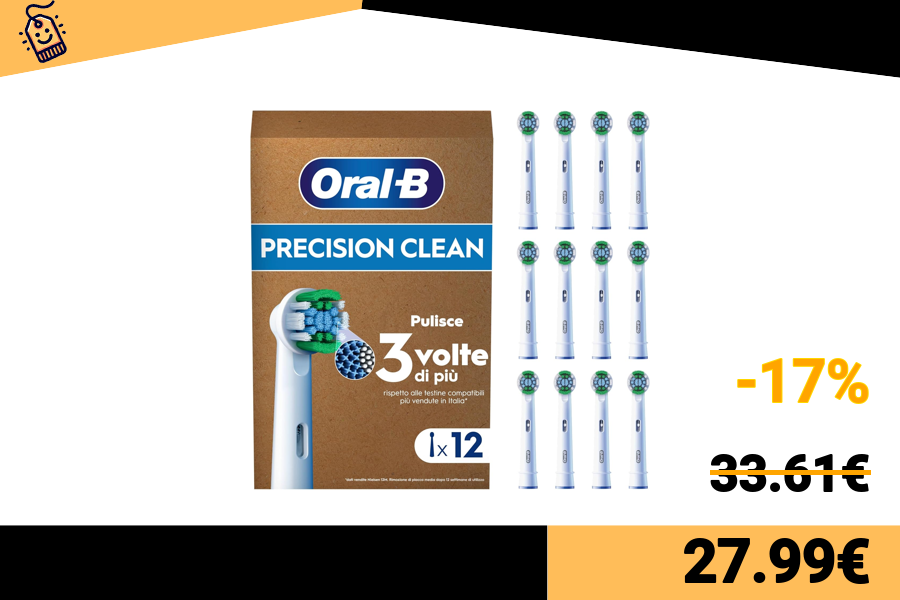 Oral-B
PRECISION CLEAN
Pulisce
3 volte
di più
rispetto alle testine compatibili
più vendute in Italia*
x 12
-17%
33.61€
27.99€